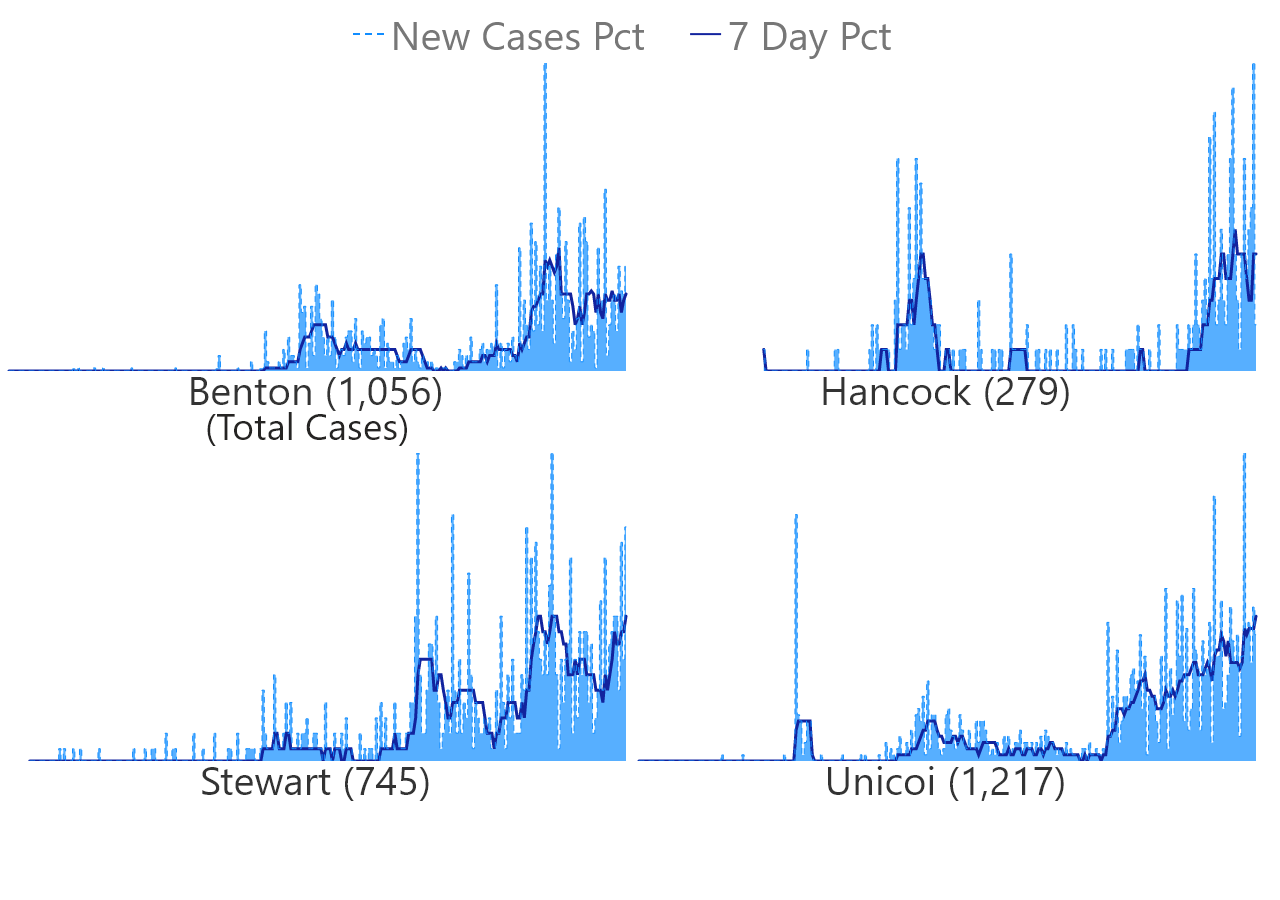 New Cases Pct 7 Day Pct
Benton (1,056) Hancock (279)
(Total Cases)
Stewart (745) Unicoi (1,217)